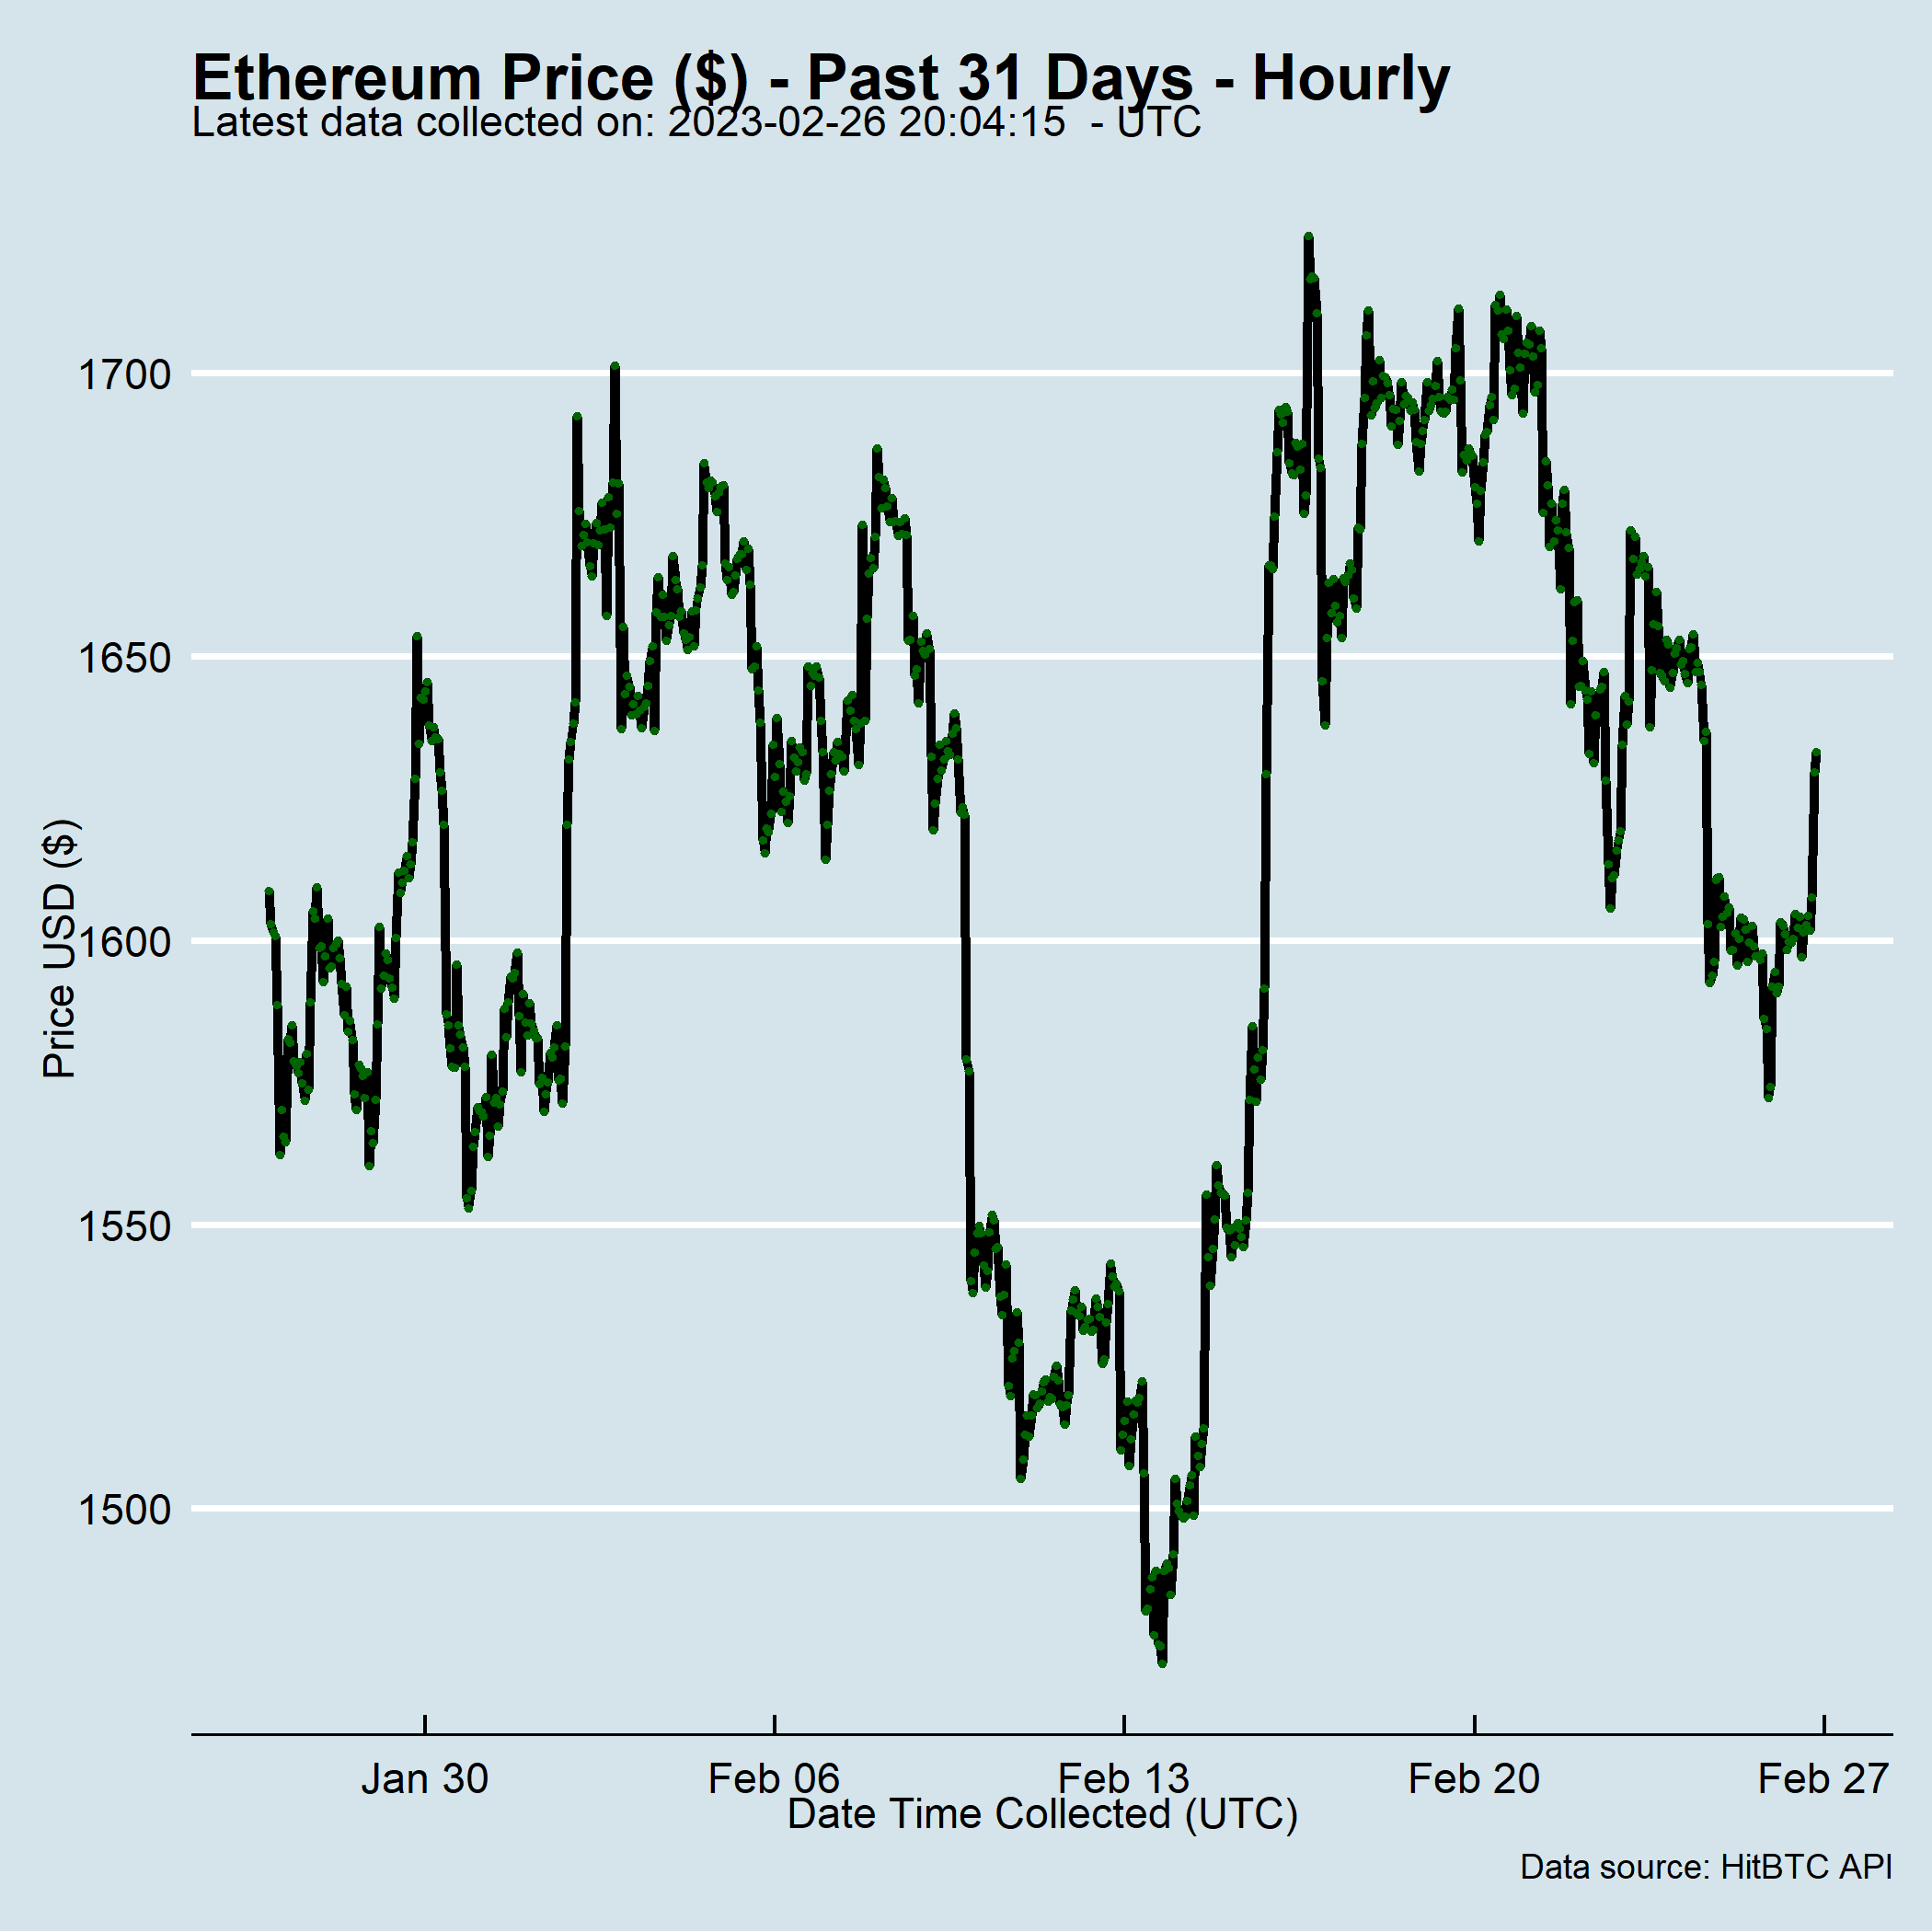 Ethereum Price ($) - Past 31 Days - Hourly
Latest data collected on: 2023-02-26 20:04:15  - UTC
Price USD ($)
1700
1650
1600
1550
1500
Jan 30 Feb 06 Feb 13 Feb 20 Feb 27
Date Time Collected (UTC)
Data source: HitBTC API